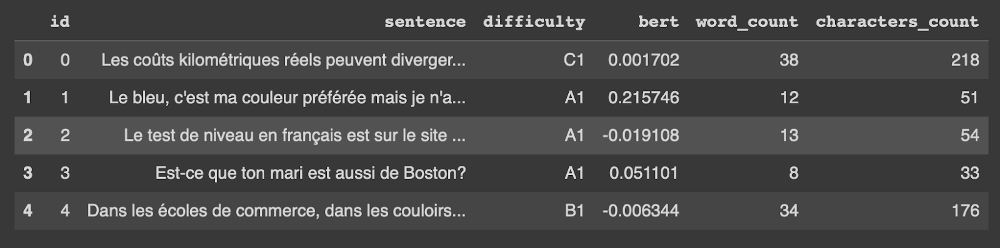 id sentence difficulty bert word_count characters_count
0 0 Les coûts kilométriques réels peuvent diverger... C1 0.001702 38 218
1 1 Le bleu, c'est ma couleur préférée mais je n'a... A1 0.215746 12 51
2 2 Le test de niveau en français est sur le site ... A1 -0.019108 13 54
3 3 Est-ce que ton mari est aussi de Boston? A1 0.051101 8 33
4 4 Dans les écoles de commerce, dans les couloirs... B1 -0.006344 34 176